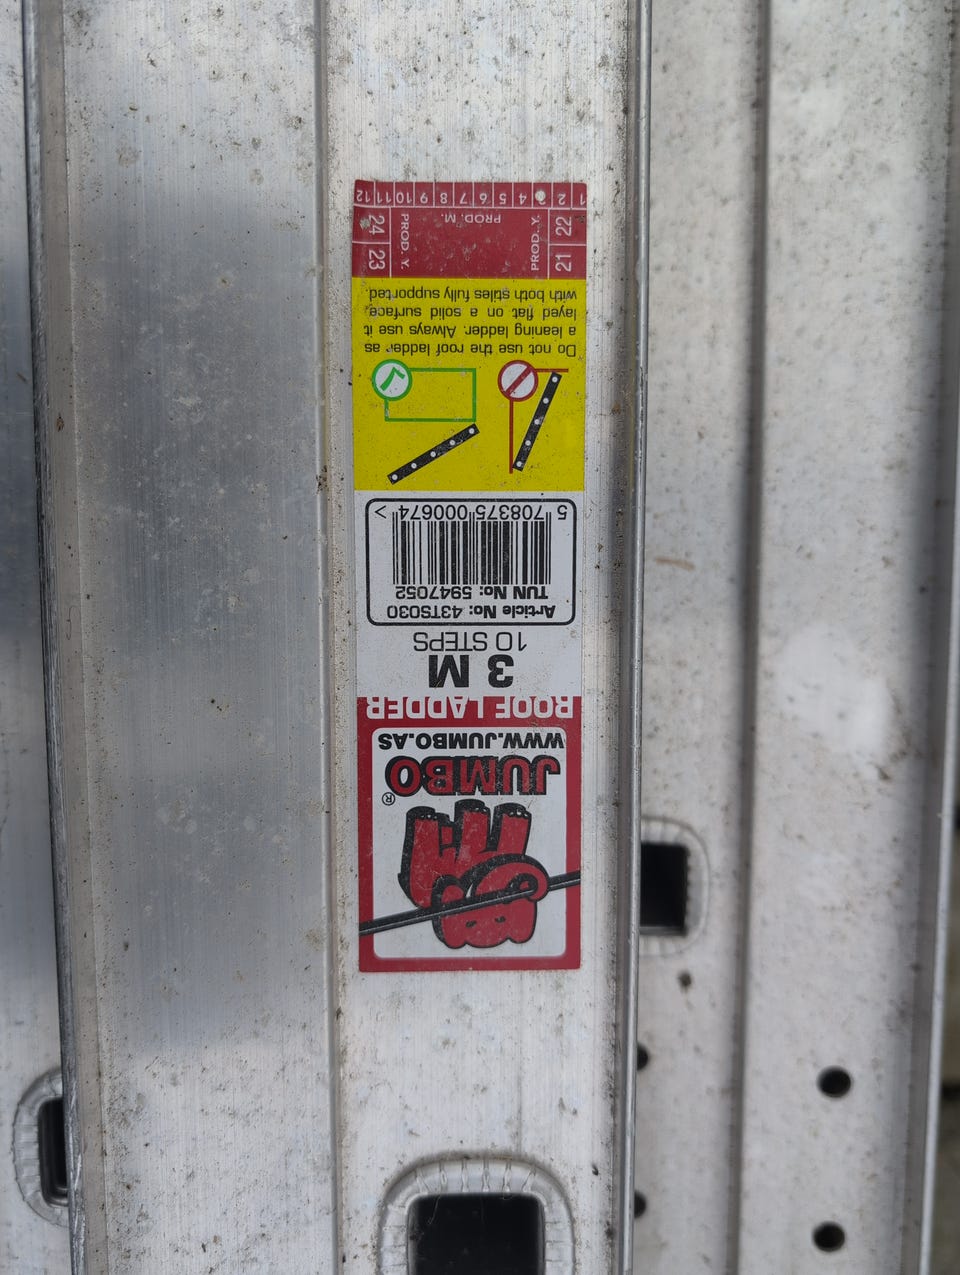 JUMBO®
WWW.JUMBO.AS
ROOF LADDER
3 M
10 STEPS
Article No: 43TS030
TUN No: 5947052
5 708375 000674 >
Do not use the roof ladder as
a leaning ladder. Always use it
layed flat on a solid surface,
with both stiles fully supported.
21 22
PROD. Y.
PROD. M.
PROD. Y.
24 23
1 2 4 5 6 7 8 9 10 11 12